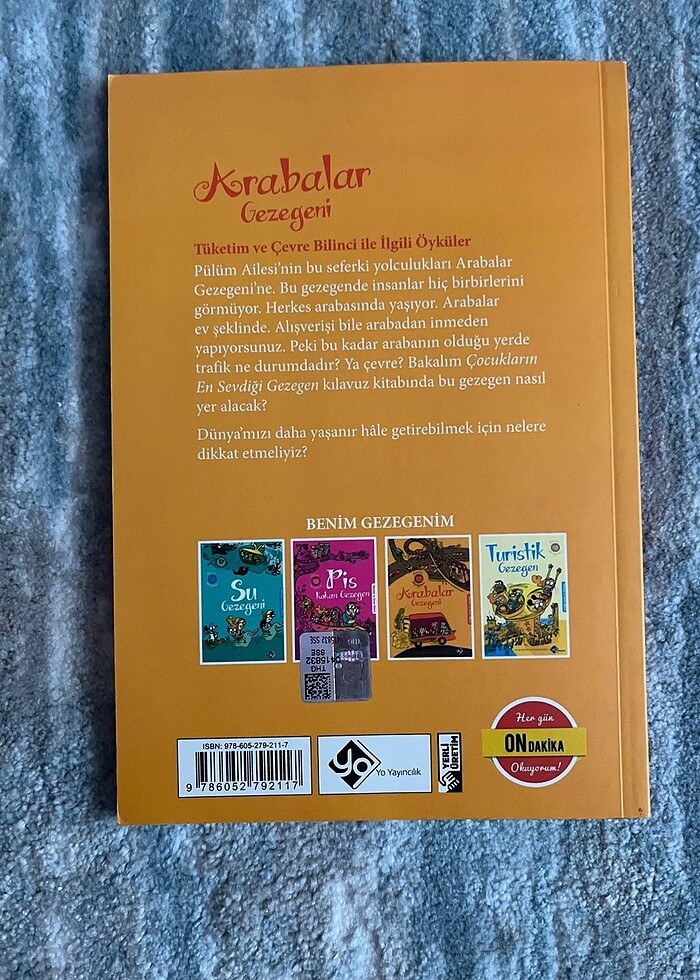 Arabalar
Gezegeni
Tüketim ve Çevre Bilinci ile İlgili Öyküler
Pülüm Ailesi'nin bu seferki yolculukları Arabalar
Gezegeni'ne. Bu gezegende insanlar hiç birbirlerini
görmüyor. Herkes arabasında yaşıyor. Arabalar
ev şeklinde. Alışverişi bile arabadan inmeden
yapıyorsunuz. Peki bu kadar arabanın olduğu yerde
trafik ne durumdadır? Ya çevre? Bakalım Çocukların
En Sevdiği Gezegen kılavuz kitabında bu gezegen nasıl
yer alacak?
Dünya'mızı daha yaşanır hâle getirebilmek için nelere
dikkat etmeliyiz?
BENİM GEZEGENİM
Su
Gezegeni
Pis
Kokan Gezegen
Arabalar
Gezegeni
Turistik
Gezegen
THG
SSE
415832
ISBN: 978-605-279-211-7
9 786052 792117
yo
Yo Yayıncılık
YERLİ
ÜRETİM
Her gün
ON DAKİKA
Okuyorum!